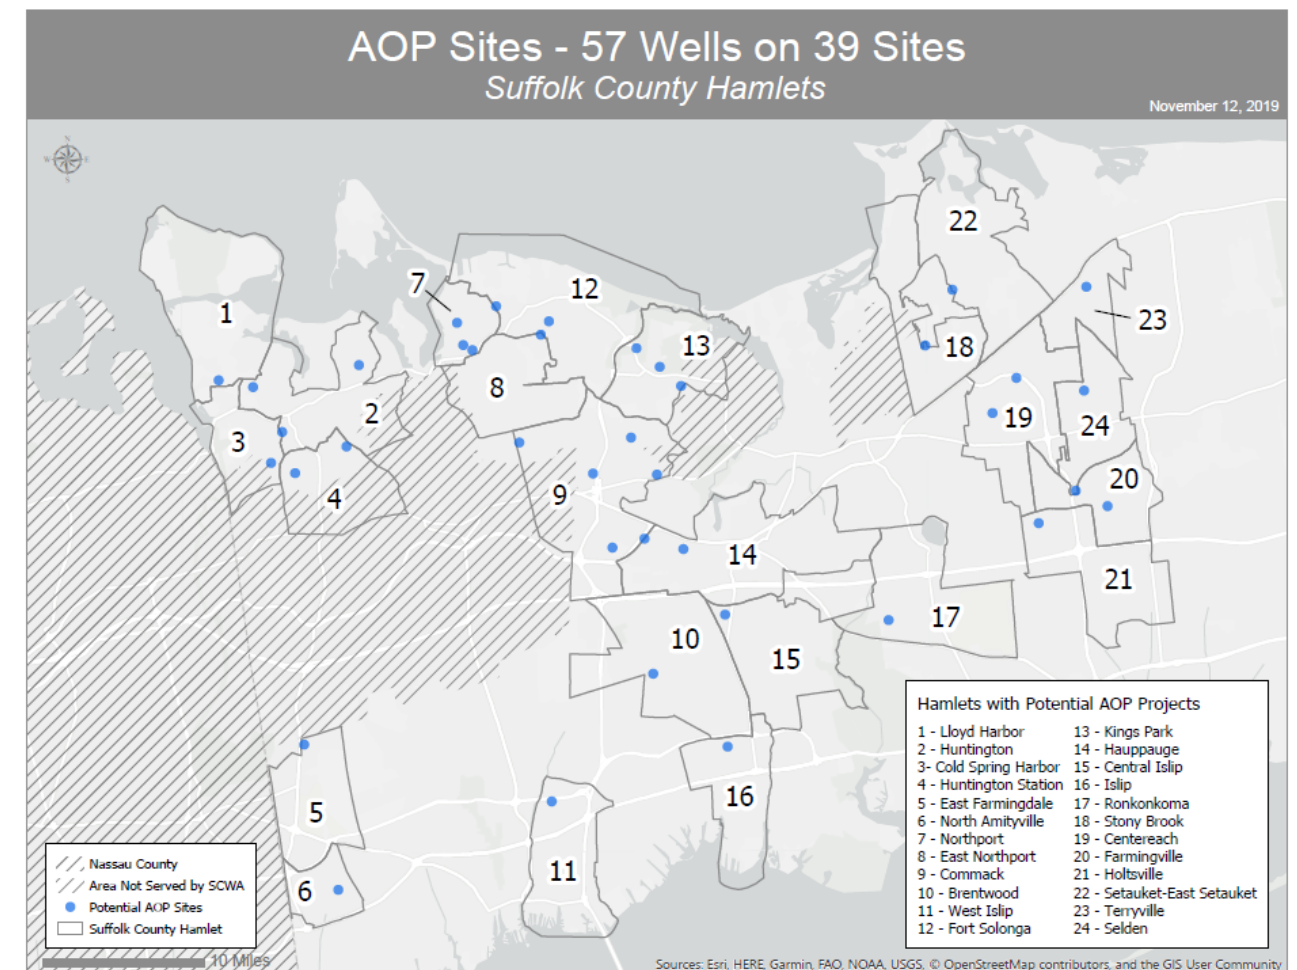 AOP Sites - 57 Wells on 39 Sites
Suffolk County Hamlets
November 12, 2019
N
W E
S
22
7
12
1
23
13
18
8
2
19
24
3
20
9
4
14
21
17
10
15
16
5
11
6
Hamlets with Potential AOP Projects
1 - Lloyd Harbor
2 - Huntington
3- Cold Spring Harbor
4 - Huntington Station
5 - East Farmingdale
6 - North Amityville
7 - Northport
8 - East Northport
9 - Commack
10 - Brentwood
11 - West Islip
12 - Fort Solonga
13 - Kings Park
14 - Hauppauge
15 - Central Islip
16 - Islip
17 - Ronkonkoma
18 - Stony Brook
19 - Centereach
20 - Farmingville
21 - Holtsville
22 - Setauket-East Setauket
23 - Terryville
24 - Selden
Nassau County
Area Not Served by SCWA
Potential AOP Sites
Suffolk County Hamlet
10 Miles
Sources: Esri, HERE, Garmin, FAO, NOAA, USGS, © OpenStreetMap contributors, and the GIS User Community